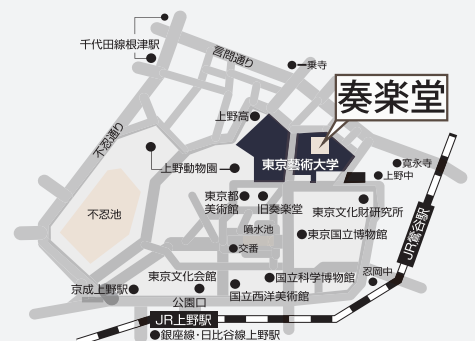 千代田線根津駅
言問通り
一乗寺
奏楽堂
不忍通り
上野高
上野動物園
東京藝術大学
寛永寺
上野中
東京都
美術館
旧奏楽堂
東京文化財研究所
不忍池
噴水池
東京国立博物館
交番
JR鶯谷駅
忍岡中
東京文化会館
国立科学博物館
京成上野駅
公園口
国立西洋美術館
JR上野駅
銀座線・日比谷線上野駅